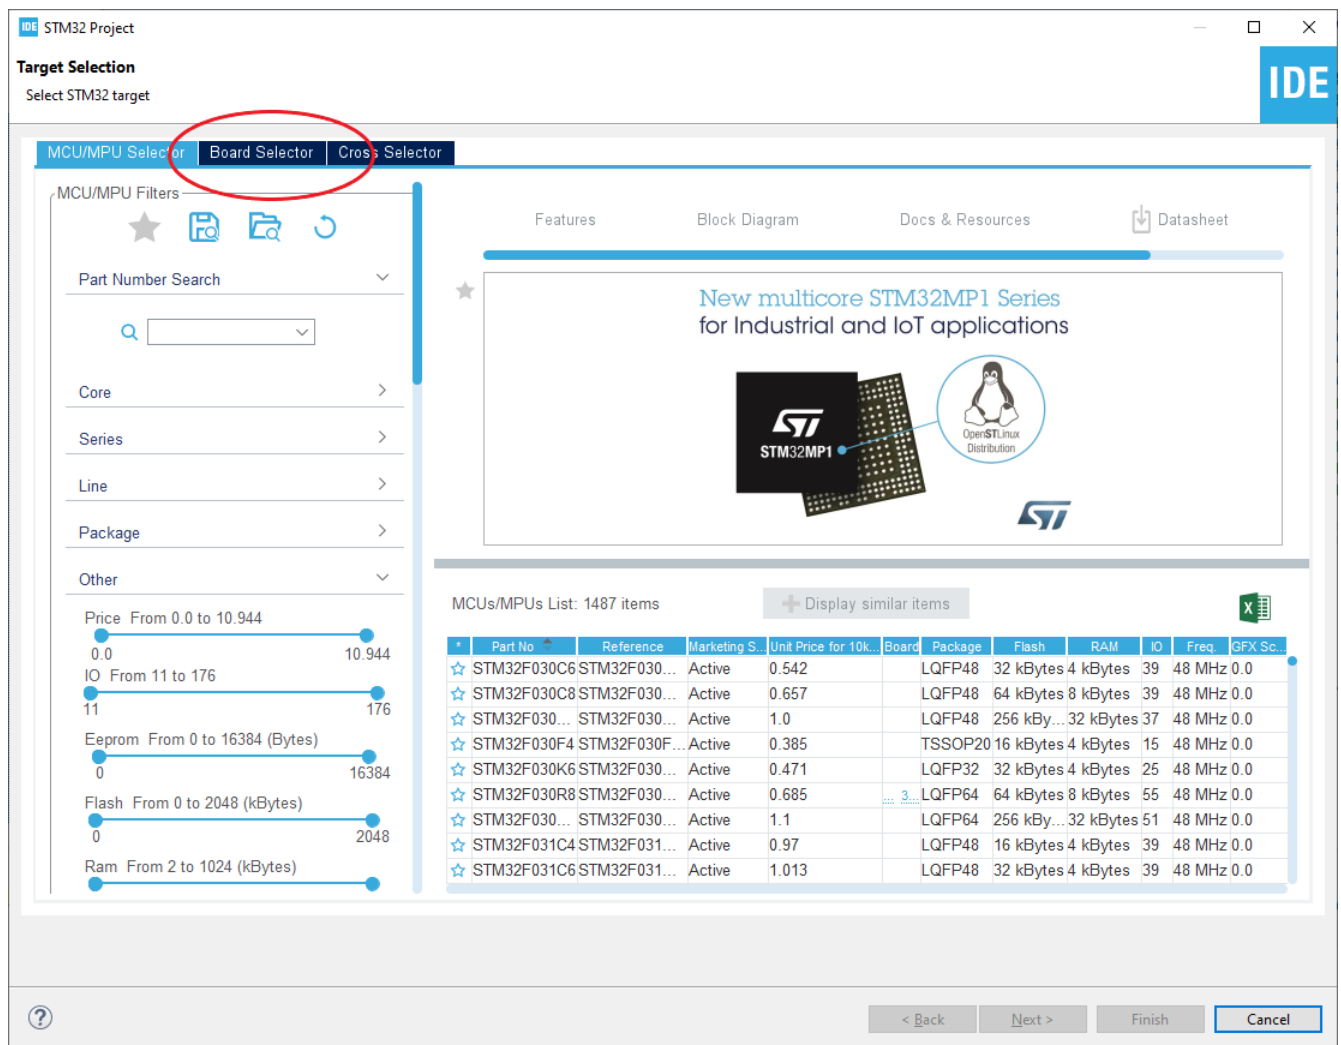 IDE STM32 Project
Target Selection
Select STM32 target
IDE
MCU/MPU Selector Board Selector Cross Selector
MCU/MPU Filters
Part Number Search
Core
Series
Line
Package
Other
Price From 0.0 to 10.944
0.0 10.944
IO From 11 to 176
11 176
Eeprom From 0 to 16384 (Bytes)
0 16384
Flash From 0 to 2048 (kBytes)
0 2048
Ram From 2 to 1024 (kBytes)
Features Block Diagram Docs & Resources Datasheet
New multicore STM32MP1 Series
for Industrial and IoT applications
ST
STM32MP1
OpenSTLinux
Distribution
ST
MCUs/MPUs List: 1487 items + Display similar items X
* Part No Reference Marketing S... Unit Price for 10k... Board Package Flash RAM IO Freq. GFX Sc...
STM32F030C6 STM32F030... Active 0.542 LQFP48 32 kBytes 4 kBytes 39 48 MHz 0.0
STM32F030C8 STM32F030... Active 0.657 LQFP48 64 kBytes 8 kBytes 39 48 MHz 0.0
STM32F030... STM32F030... Active 1.0 LQFP48 256 kBy... 32 kBytes 37 48 MHz 0.0
STM32F030F4 STM32F030F... Active 0.385 TSSOP20 16 kBytes 4 kBytes 15 48 MHz 0.0
STM32F030K6 STM32F030... Active 0.471 LQFP32 32 kBytes 4 kBytes 25 48 MHz 0.0
STM32F030R8 STM32F030... Active 0.685 ... 3... LQFP64 64 kBytes 8 kBytes 55 48 MHz 0.0
STM32F030... STM32F030... Active 1.1 LQFP64 256 kBy... 32 kBytes 51 48 MHz 0.0
STM32F031C4 STM32F031... Active 0.97 LQFP48 16 kBytes 4 kBytes 39 48 MHz 0.0
STM32F031C6 STM32F031... Active 1.013 LQFP48 32 kBytes 4 kBytes 39 48 MHz 0.0
? < Back Next > Finish Cancel